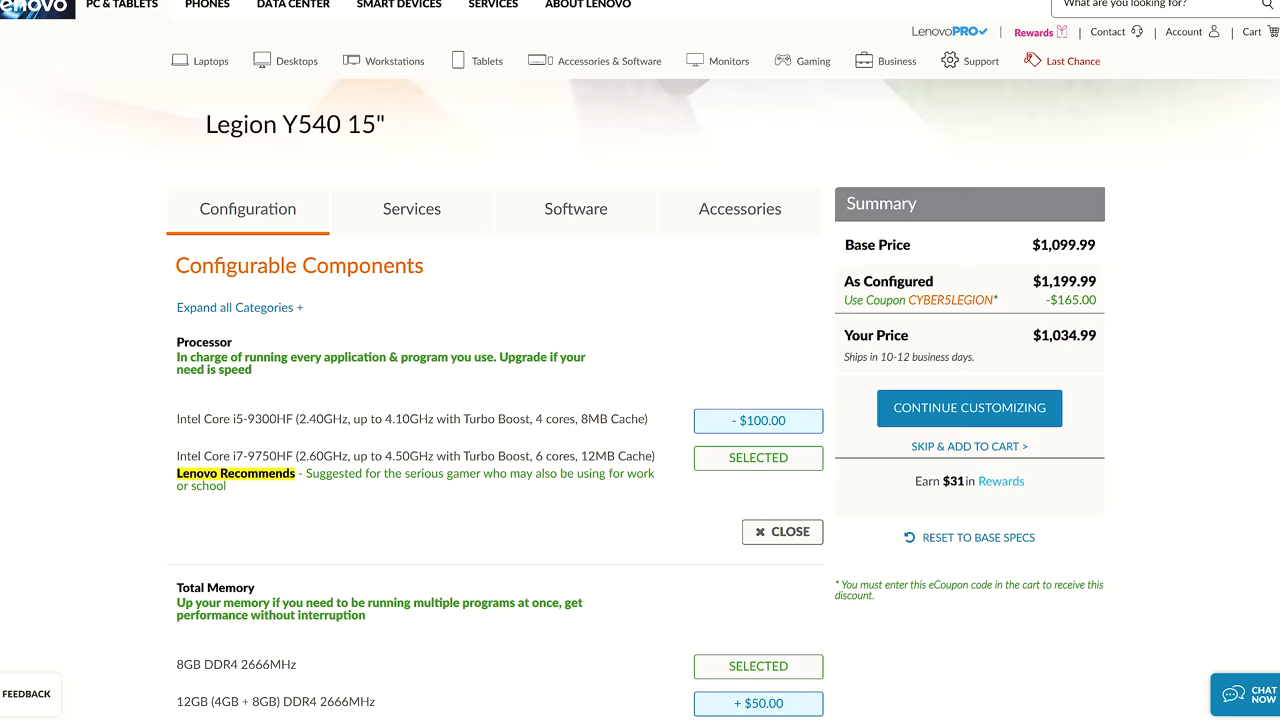 enovo
PC & TABLETS PHONES DATA CENTER SMART DEVICES SERVICES ABOUT LENOVO
What are you looking for?
LenovoPRO | Rewards | Contact | Account | Cart
Laptops Desktops Workstations Tablets Accessories & Software Monitors Gaming Business Support Last Chance
Legion Y540 15"
Configuration Services Software Accessories
Configurable Components
Expand all Categories +
Processor
In charge of running every application & program you use. Upgrade if your
need is speed
Intel Core i5-9300HF (2.40GHz, up to 4.10GHz with Turbo Boost, 4 cores, 8MB Cache) - $100.00
Intel Core i7-9750HF (2.60GHz, up to 4.50GHz with Turbo Boost, 6 cores, 12MB Cache) SELECTED
Lenovo Recommends - Suggested for the serious gamer who may also be using for work
or school
✖ CLOSE
Total Memory
Up your memory if you need to be running multiple programs at once, get
performance without interruption
8GB DDR4 2666MHz SELECTED
12GB (4GB + 8GB) DDR4 2666MHz + $50.00
Summary
Base Price $1,099.99
As Configured $1,199.99
Use Coupon CYBER5LEGION* -$165.00
Your Price $1,034.99
Ships in 10-12 business days.
CONTINUE CUSTOMIZING
SKIP & ADD TO CART >
Earn $31 in Rewards
RESET TO BASE SPECS
* You must enter this eCoupon code in the cart to receive this
discount.
FEEDBACK
CHAT
NOW